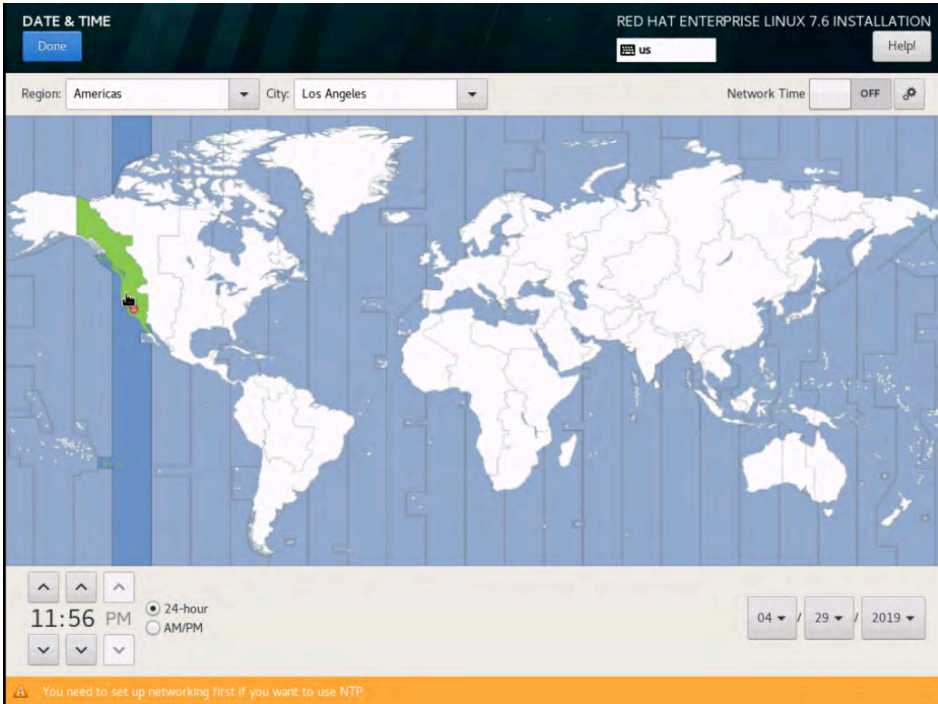 DATE & TIME
RED HAT ENTERPRISE LINUX 7.6 INSTALLATION
Done
us
Help!
Region: Americas City: Los Angeles Network Time OFF
11:56 PM
24-hour
AM/PM
04 / 29 / 2019
You need to set up networking first if you want to use NTP